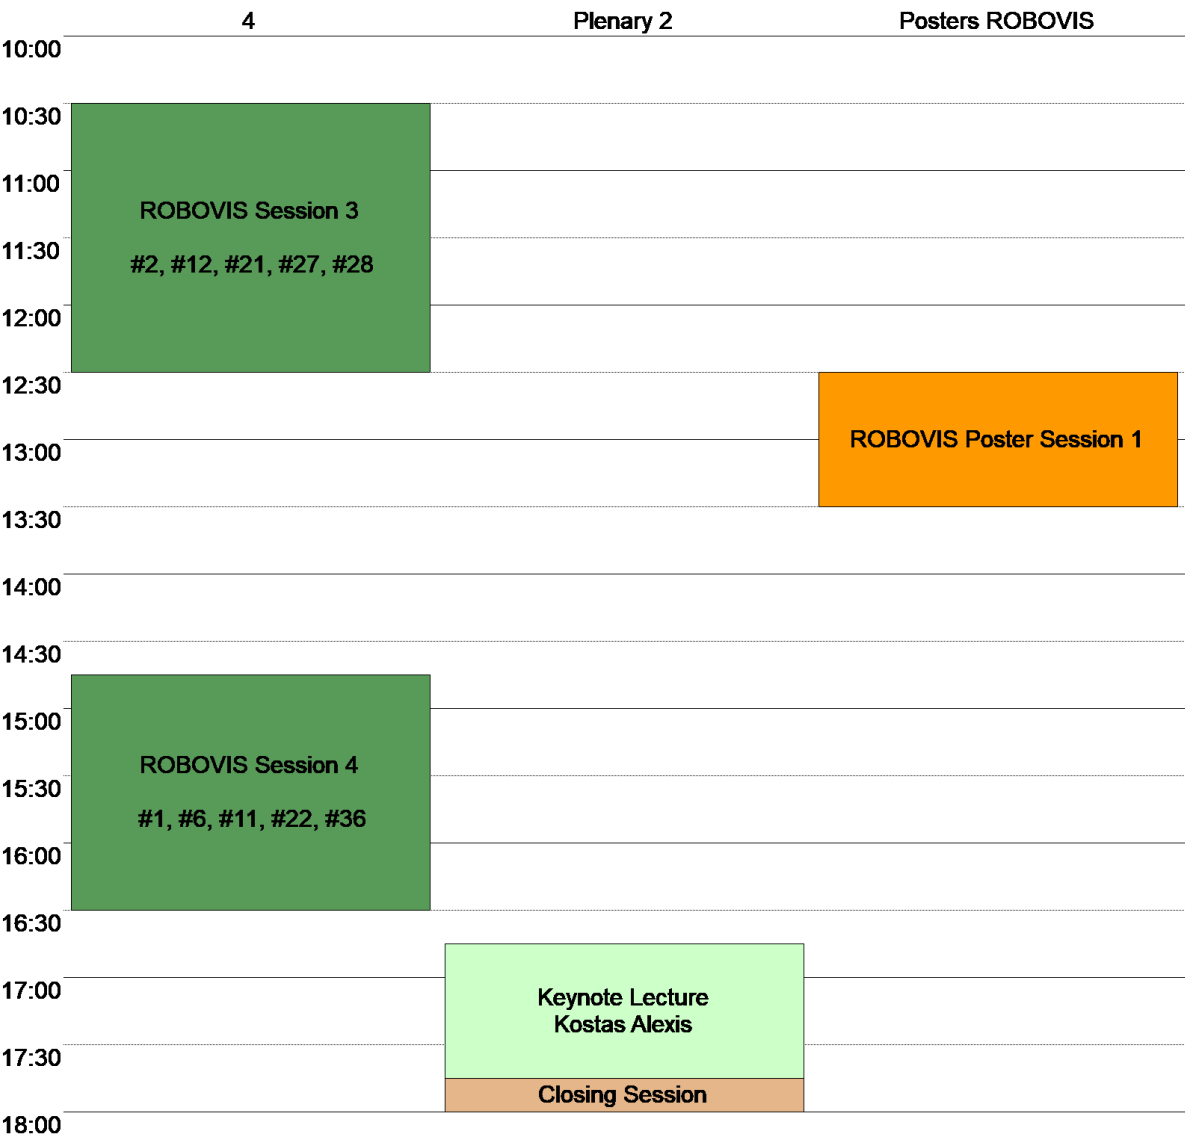 4 Plenary 2 Posters ROBOVIS
10:00
10:30
11:00
ROBOVIS Session 3
11:30
#2, #12, #21, #27, #28
12:00
12:30
13:00
ROBOVIS Poster Session 1
13:30
14:00
14:30
15:00
ROBOVIS Session 4
15:30
#1, #6, #11, #22, #36
16:00
16:30
17:00
Keynote Lecture
Kostas Alexis
17:30
Closing Session
18:00